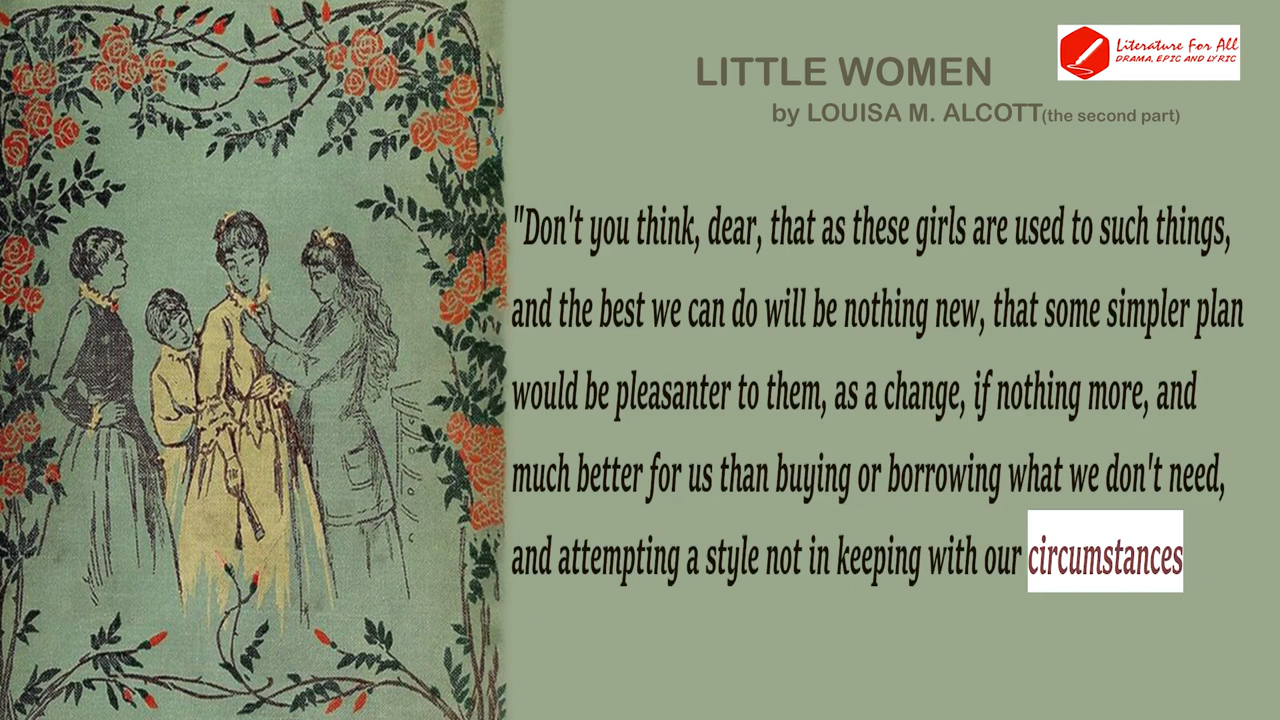 LITTLE WOMEN
by LOUISA M. ALCOTT(the second part)
Literature For All
DRAMA, EPIC AND LYRIC
"Don't you think, dear, that as these girls are used to such things,
and the best we can do will be nothing new, that some simpler plan
would be pleasanter to them, as a change, if nothing more, and
much better for us than buying or borrowing what we don't need,
and attempting a style not in keeping with our circumstances